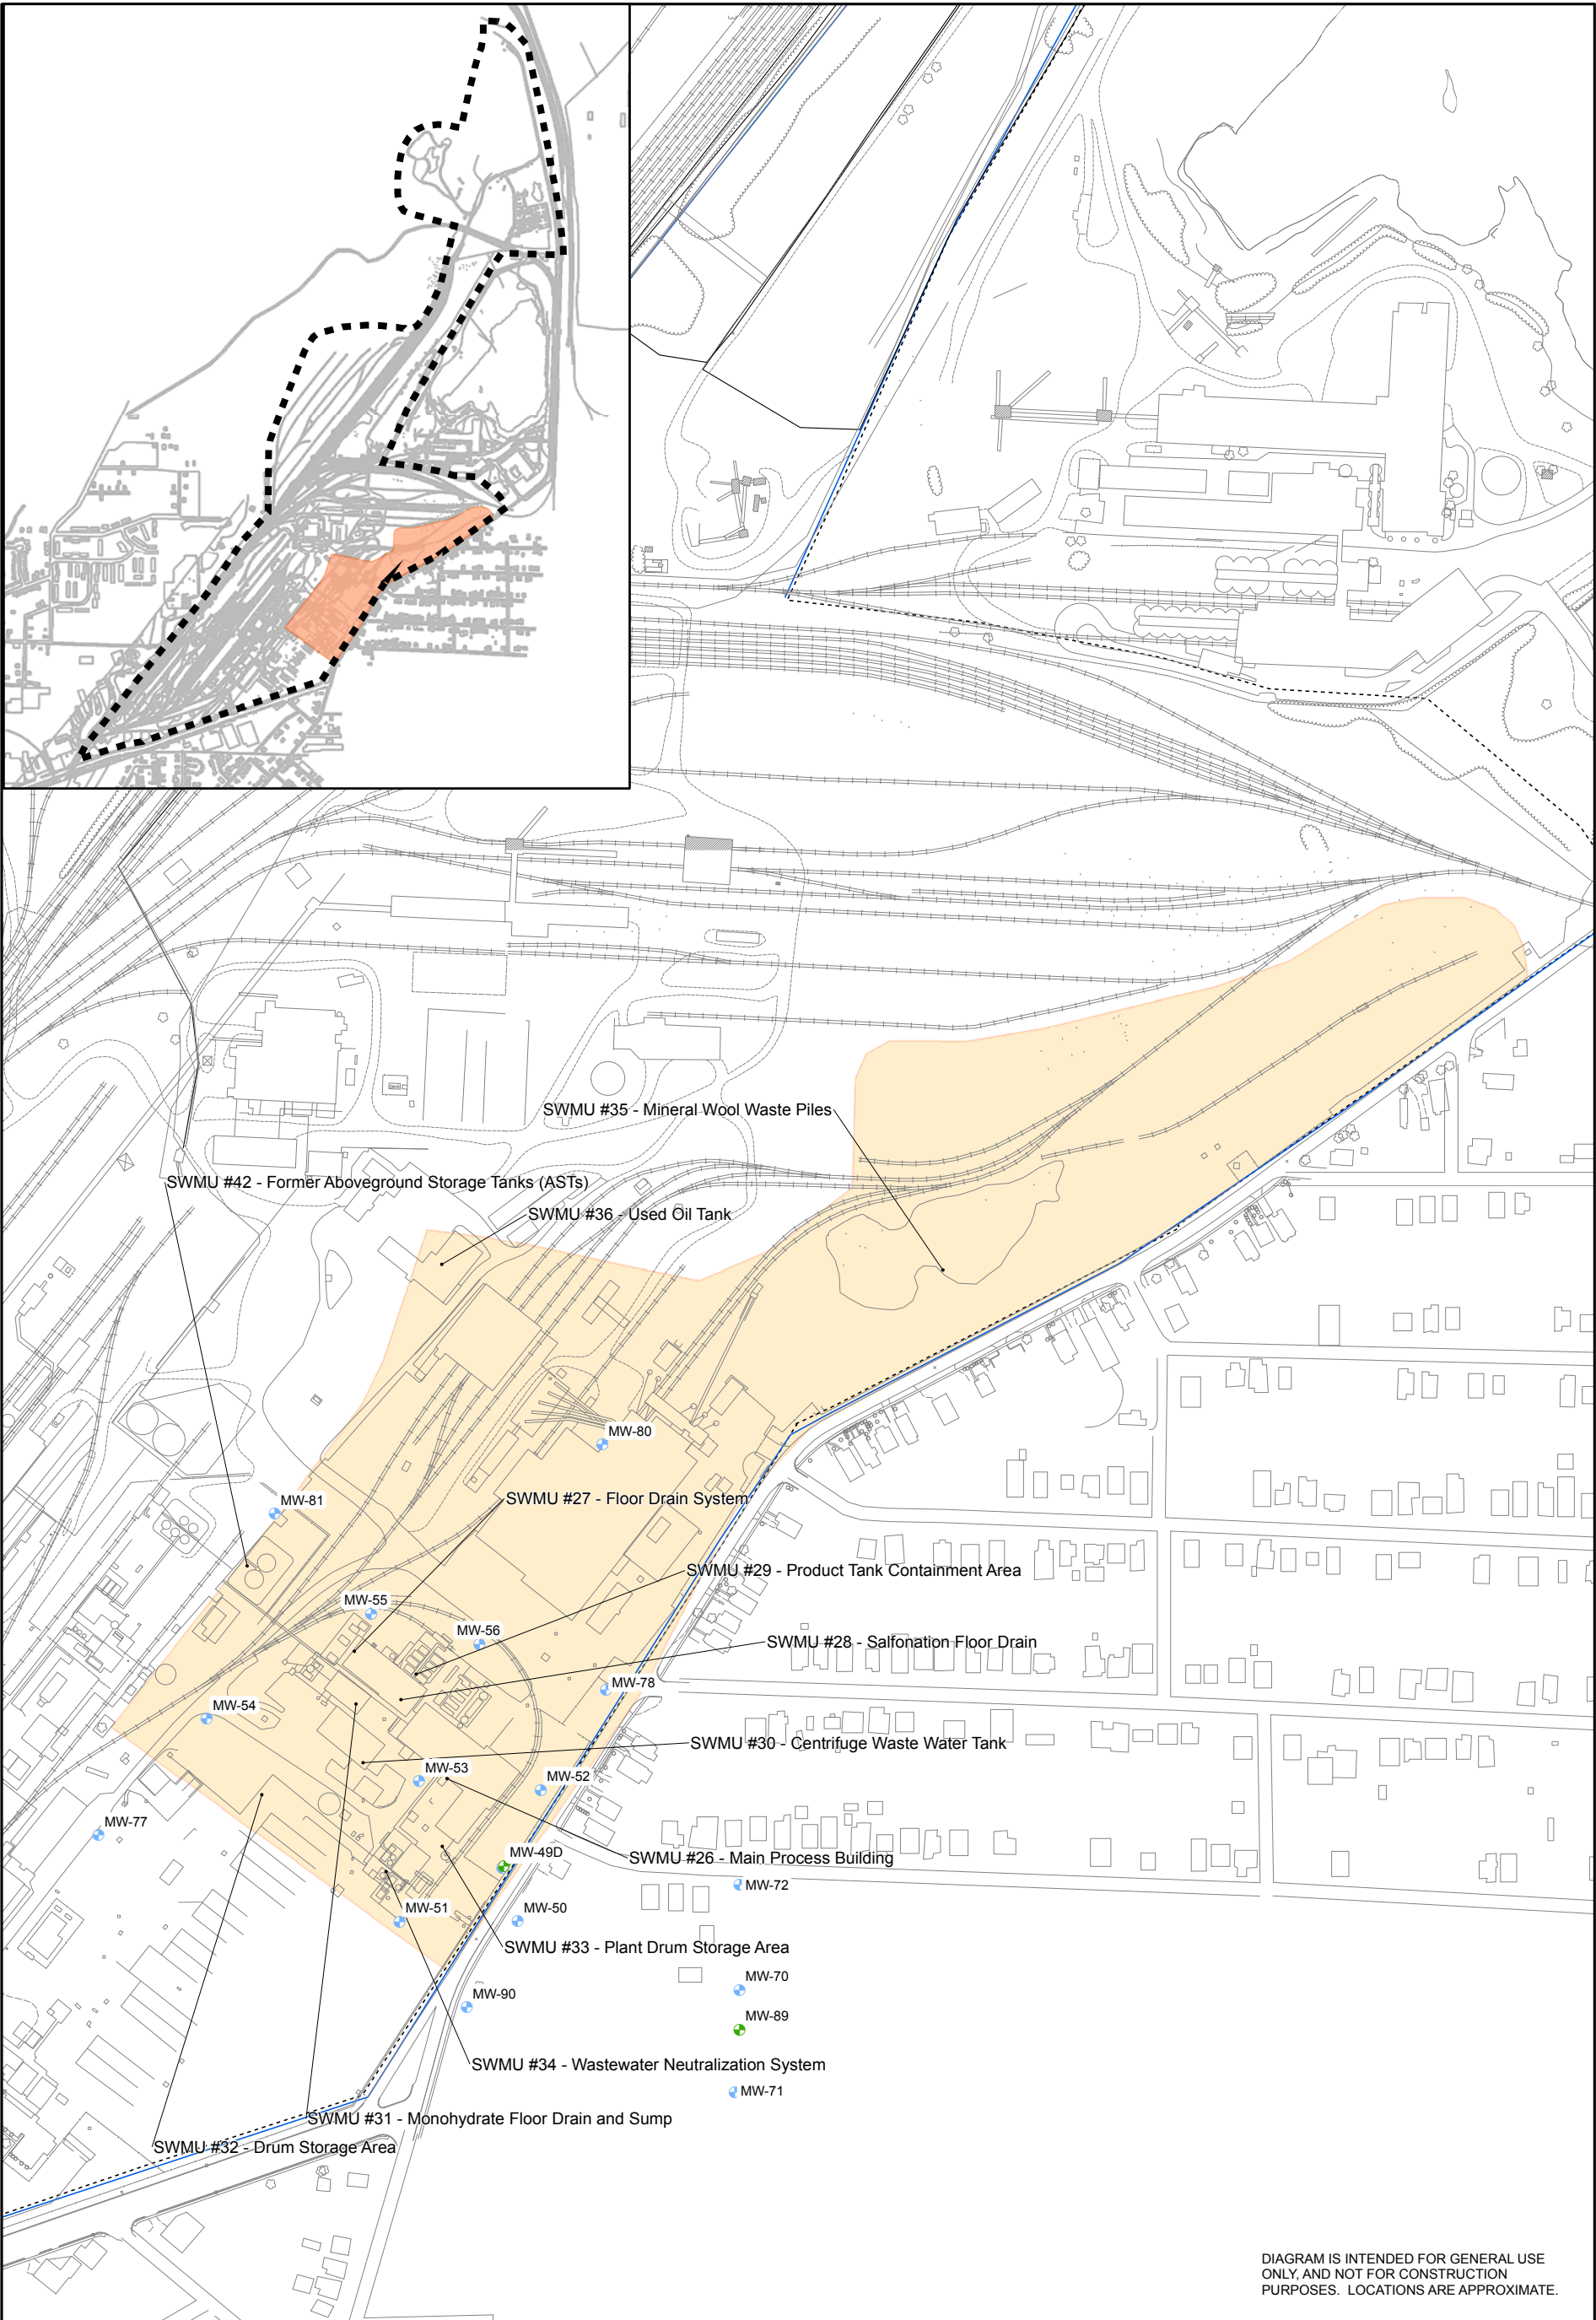 SWMU #35 - Mineral Wool Waste Piles
SWMU #42 - Former Aboveground Storage Tanks (ASTs)
SWMU #36 - Used Oil Tank
MW-80
SWMU #27 - Floor Drain System
MW-81
SWMU #29 - Product Tank Containment Area
MW-55
MW-56
SWMU #28 - Salfonation Floor Drain
MW-78
MW-54
SWMU #30 - Centrifuge Waste Water Tank
MW-53
MW-52
MW-77
MW-49D
SWMU #26 - Main Process Building
MW-72
MW-51
MW-50
SWMU #33 - Plant Drum Storage Area
MW-70
MW-90
MW-89
SWMU #34 - Wastewater Neutralization System
MW-71
SWMU #31 - Monohydrate Floor Drain and Sump
SWMU #32 - Drum Storage Area
DIAGRAM IS INTENDED FOR GENERAL USE
ONLY, AND NOT FOR CONSTRUCTION
PURPOSES.  LOCATIONS ARE APPROXIMATE.